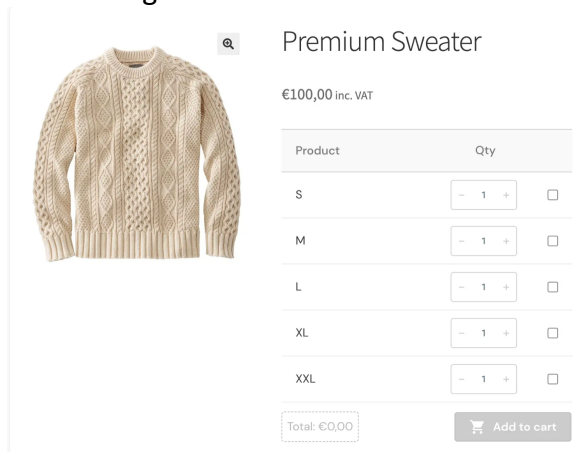 Premium Sweater
€100,00 inc. VAT
Product Qty
S - 1 +
M - 1 +
L - 1 +
XL - 1 +
XXL - 1 +
Total: €0,00 Add to cart